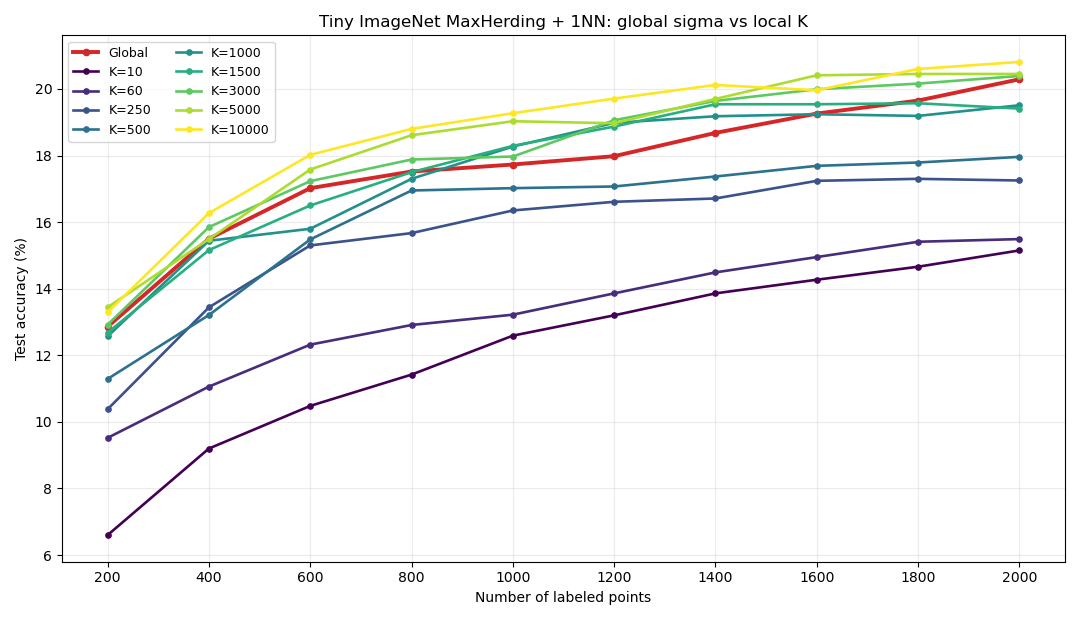 Tiny ImageNet MaxHerding + 1NN: global sigma vs local K
Global
K=10
K=60
K=250
K=500
K=1000
K=1500
K=3000
K=5000
K=10000
20
18
16
14
12
10
8
6
Test accuracy (%)
200 400 600 800 1000 1200 1400 1600 1800 2000
Number of labeled points